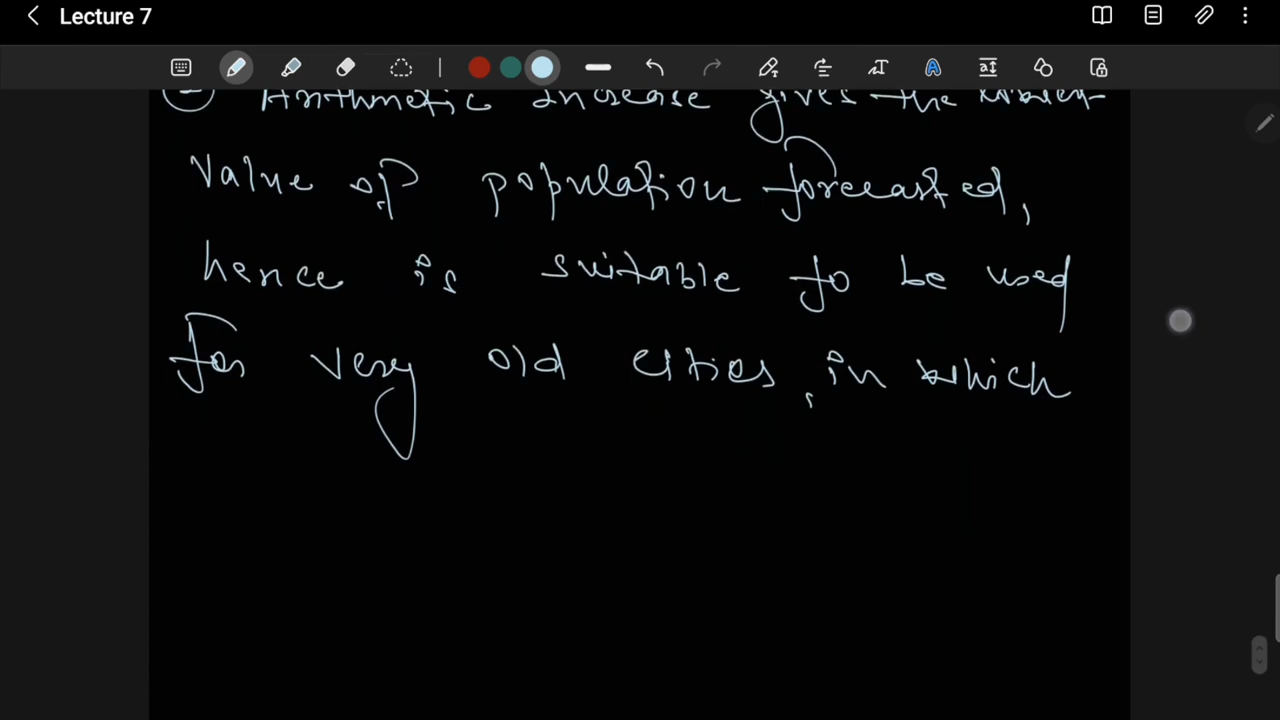 Lecture 7
Arithmetic Increase gives the
Value of population forecasted,
hence is suitable to be used
for very old cities, in which